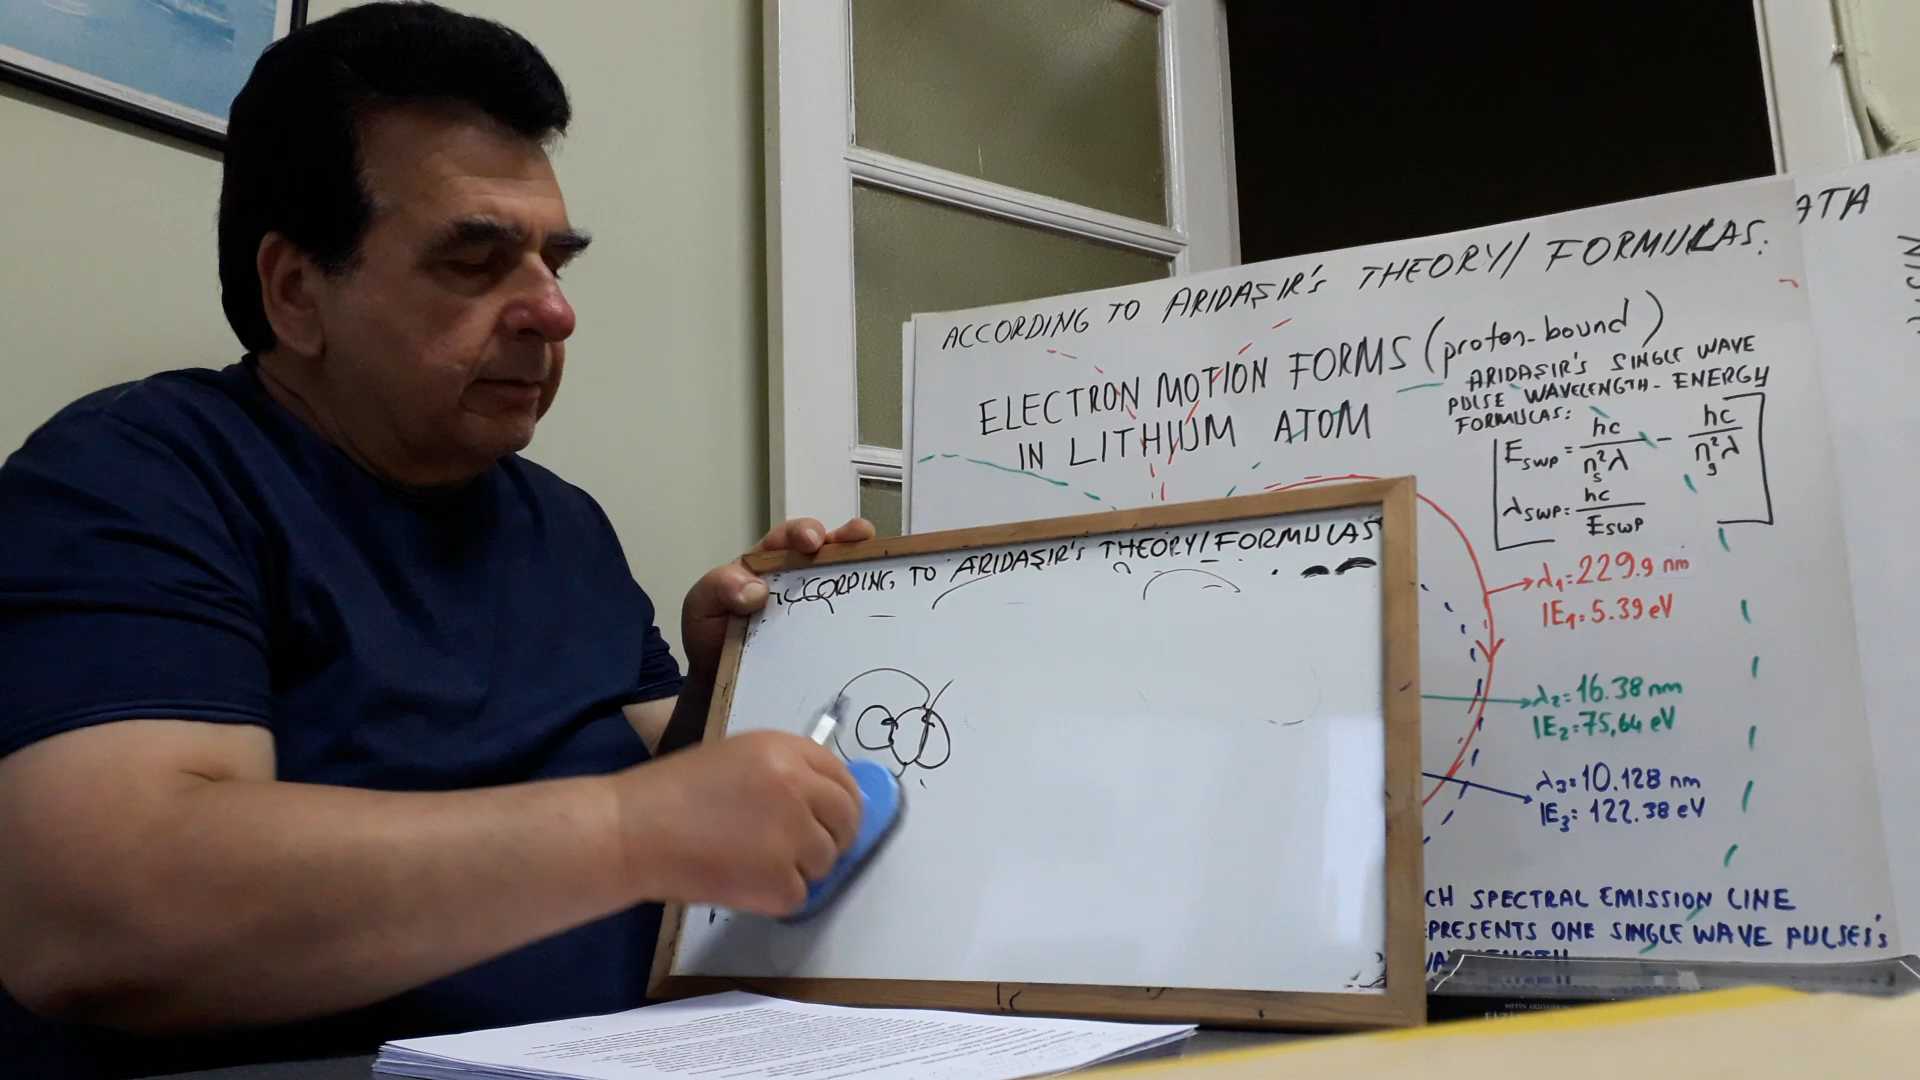 ATA
ACCORDING TO ARIDAŞIR'S THEORY/FORMULAS.
ELECTRON MOTION FORMS (proton-bound)
IN LITHIUM ATOM
ARIDAŞIR'S SINGLE WAVE
PULSE WAVELENGTH-ENERGY
FORMULAS:
E_SWP = hc/n_s²λ - hc/n_g²λ
λ_SWP = hc/E_SWP
ACCORDING TO ARIDAŞIR'S THEORY/FORMULAS
λ₁=229.9 nm
IE₁=5.39 eV
λ₂=16.38 nm
IE₂=75,64 eV
λ₃=10.128 nm
IE₃=122.38 eV
CH SPECTRAL EMISSION LINE
PRESENTS ONE SINGLE WAVE PULSE'S